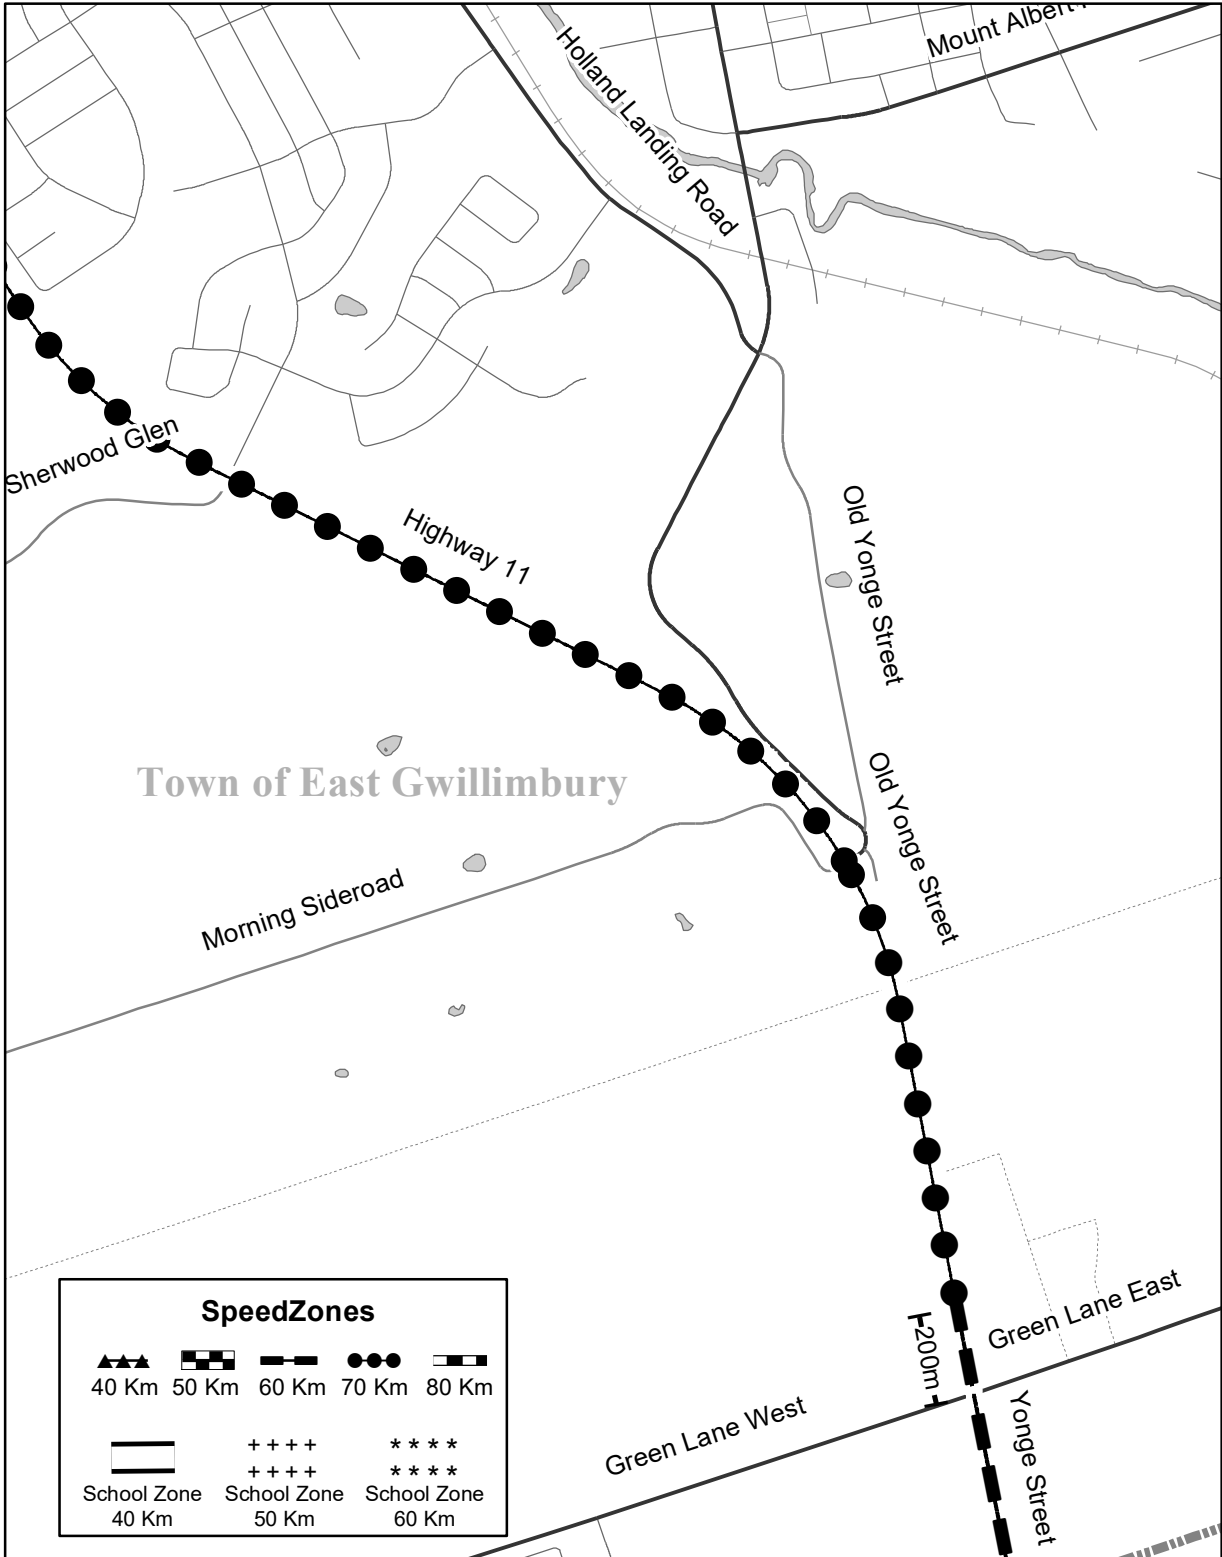 Mount Albert
Holland Landing Road
Sherwood Glen
Highway 11
Old Yonge Street
Town of East Gwillimbury
Old Yonge Street
Morning Sideroad
Green Lane East
200m
Green Lane West
Yonge Street
SpeedZones
40 Km 50 Km 60 Km 70 Km 80 Km
School Zone School Zone School Zone
40 Km 50 Km 60 Km